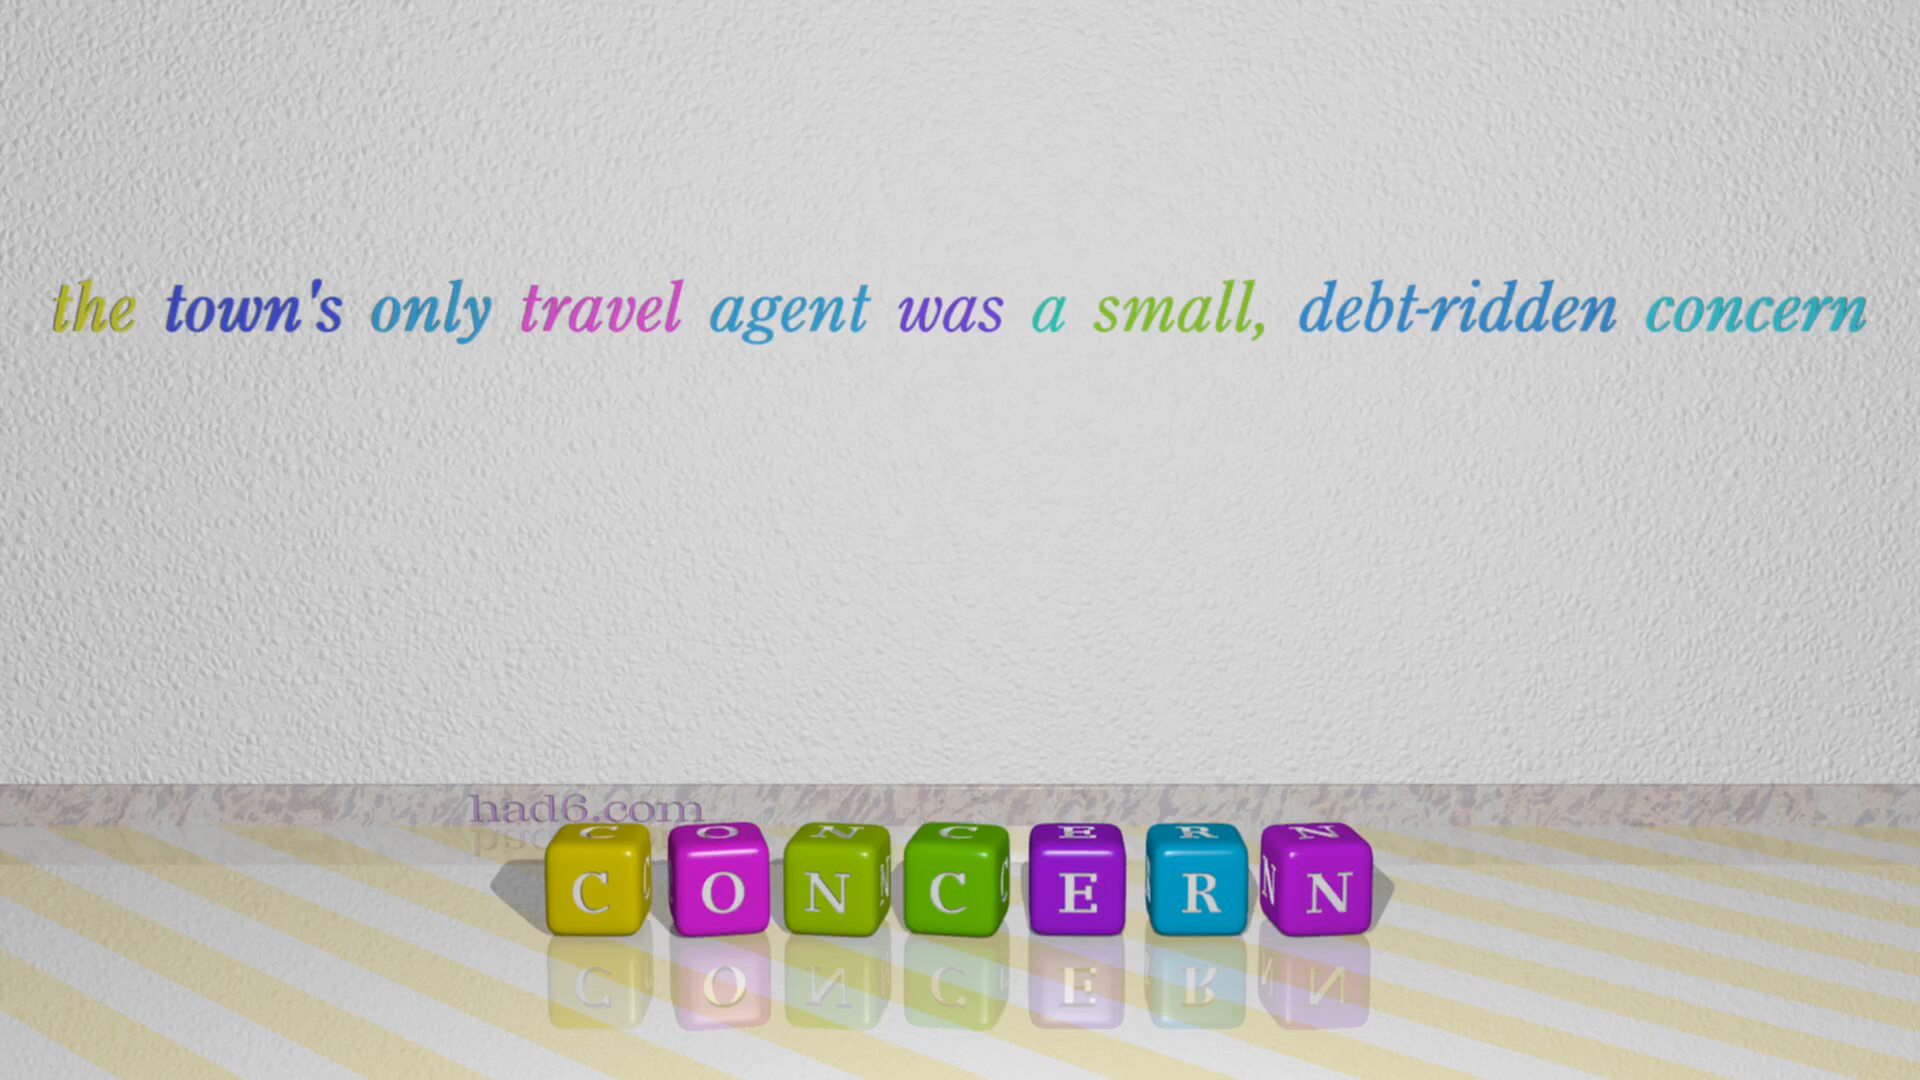 the town's only travel agent was a small, debt-ridden concern
had6.com
CONCERN